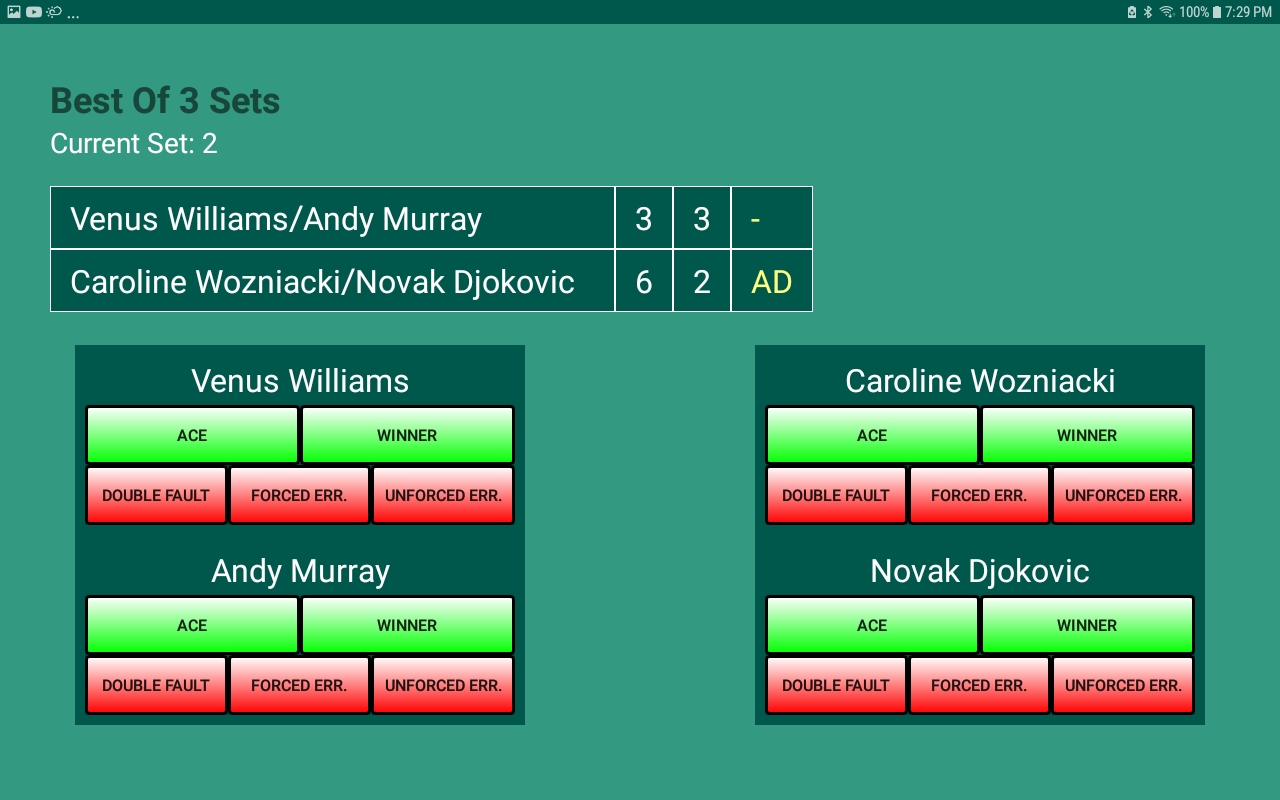 ... 100% 7:29 PM
Best Of 3 Sets
Current Set: 2
Venus Williams/Andy Murray 3 3 -
Caroline Wozniacki/Novak Djokovic 6 2 AD
Venus Williams
ACE WINNER
DOUBLE FAULT FORCED ERR. UNFORCED ERR.
Andy Murray
ACE WINNER
DOUBLE FAULT FORCED ERR. UNFORCED ERR.
Caroline Wozniacki
ACE WINNER
DOUBLE FAULT FORCED ERR. UNFORCED ERR.
Novak Djokovic
ACE WINNER
DOUBLE FAULT FORCED ERR. UNFORCED ERR.